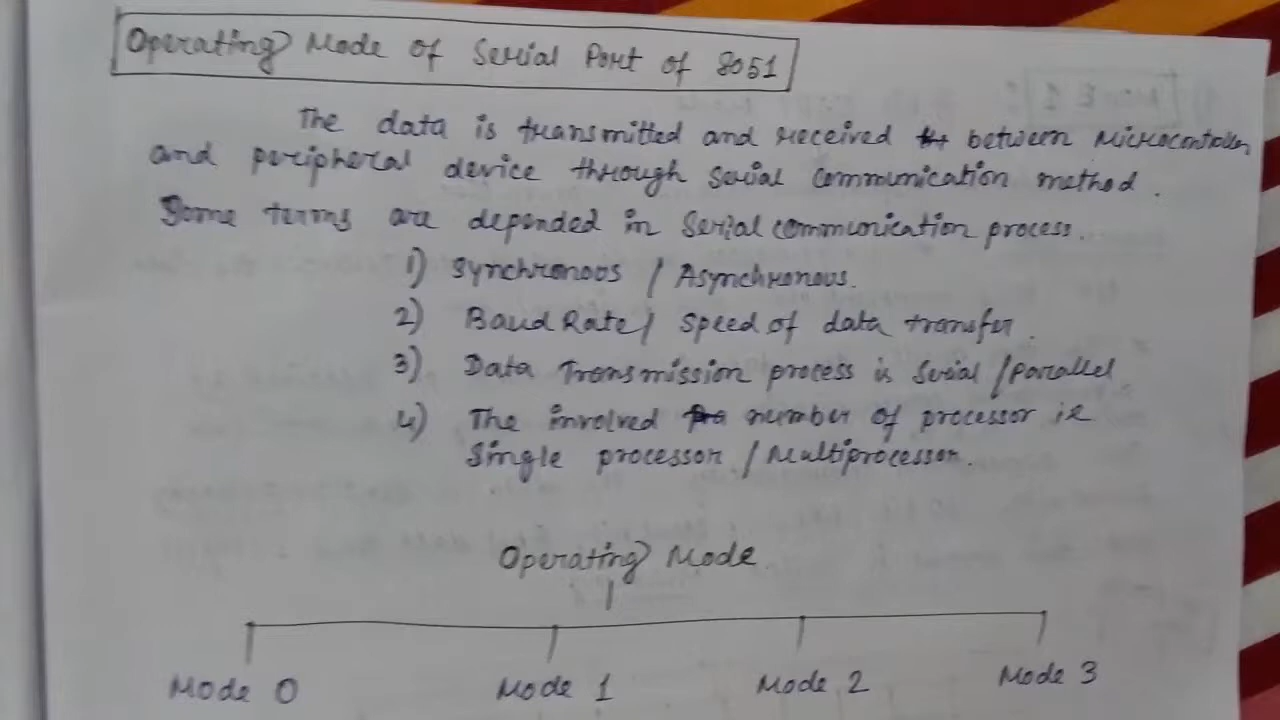 Operating Mode of Serial Port of 8051
The data is transmitted and received between Microcontroller
and peripheral device through serial communication method.
Some terms are depended in Serial communication process.
1) Synchronous / Asynchronous.
2) Baud Rate / Speed of data transfer.
3) Data Transmission process is Serial / Parallel
4) The involved number of processor ie
Single processor / Multiprocessor.
Operating Mode
Mode 0 Mode 1 Mode 2 Mode 3